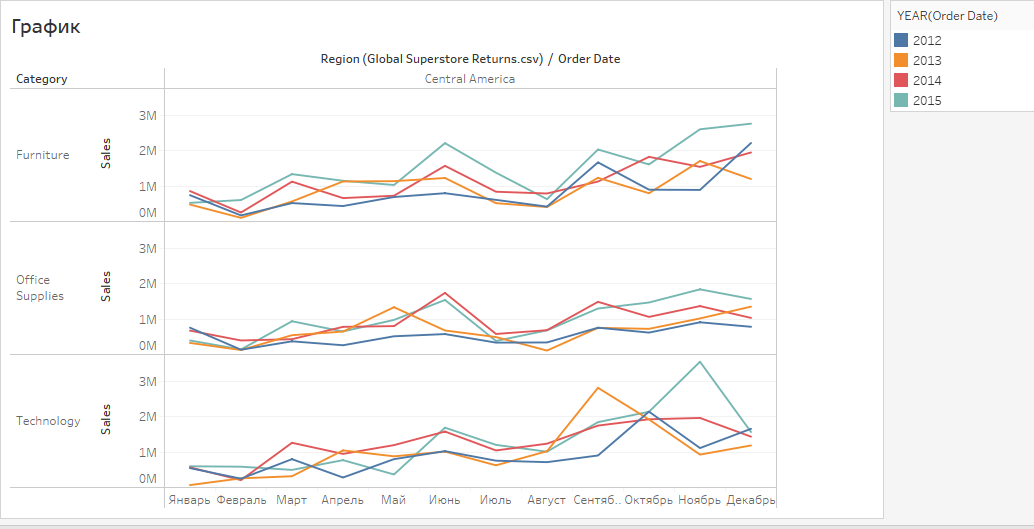 График
YEAR(Order Date)
2012
2013
2014
2015
Region (Global Superstore Returns.csv) / Order Date
Category
Central America
Furniture
Sales
3M
2M
1M
0M
Office
Supplies
Sales
3M
2M
1M
0M
Technology
Sales
3M
2M
1M
0M
Январь Февраль Март Апрель Май Июнь Июль Август Сентяб.. Октябрь Ноябрь Декабрь